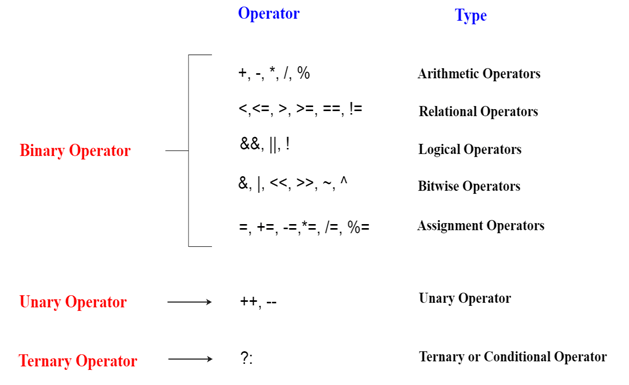 Operator Type
+, -, *, /, % Arithmetic Operators
<,<=, >, >=, ==, != Relational Operators
&&, ||, ! Logical Operators
Binary Operator
&, |, <<, >>, ~, ^ Bitwise Operators
=, +=, -=,*=, /=, %= Assignment Operators
Unary Operator ++, -- Unary Operator
Ternary Operator ?: Ternary or Conditional Operator